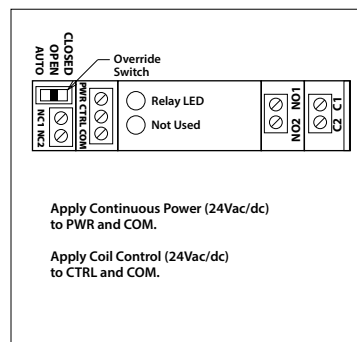 CLOSED
OPEN
AUTO
Override
Switch
NC1 NC2
PWR CTRL COM
Relay LED
Not Used
NO2 NO1
C2 C1
Apply Continuous Power (24Vac/dc)
to PWR and COM.
Apply Coil Control (24Vac/dc)
to CTRL and COM.